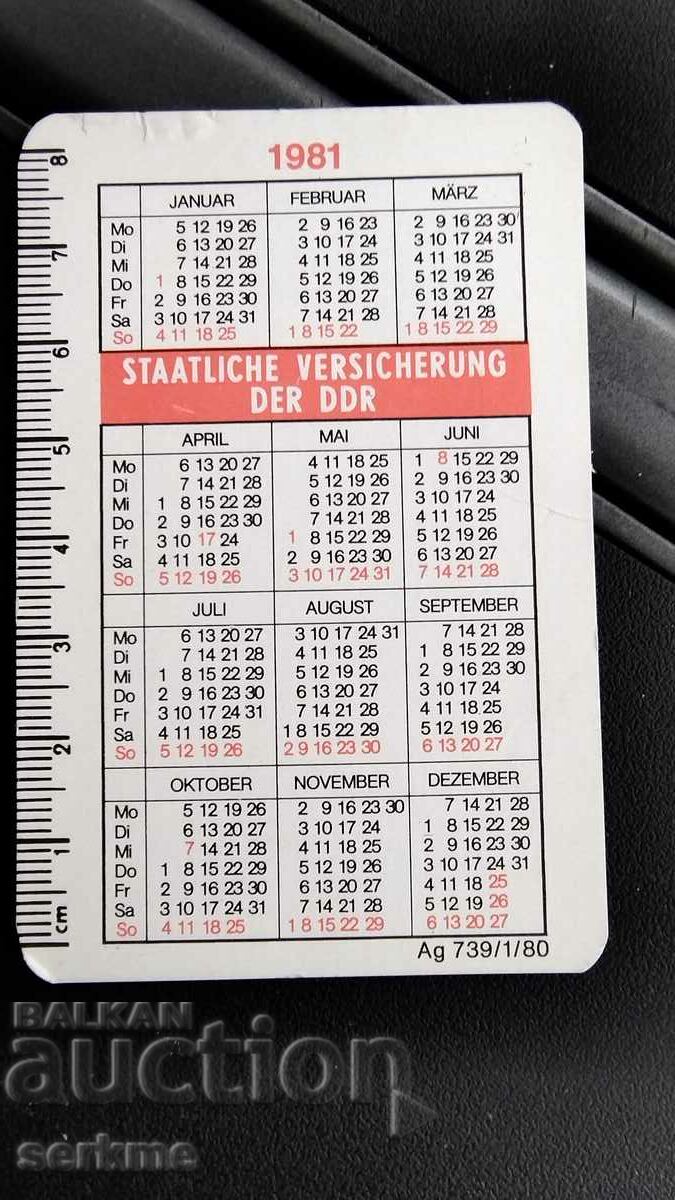 1981
JANUAR FEBRUAR MÄRZ
Mo 5 12 19 26 2 9 16 23 2 9 16 23 30
Di 6 13 20 27 3 10 17 24 3 10 17 24 31
Mi 7 14 21 28 4 11 18 25 4 11 18 25
Do 1 8 15 22 29 5 12 19 26 5 12 19 26
Fr 2 9 16 23 30 6 13 20 27 6 13 20 27
Sa 3 10 17 24 31 7 14 21 28 7 14 21 28
So 4 11 18 25 1 8 15 22 1 8 15 22 29
STAATLICHE VERSICHERUNG
DER DDR
APRIL MAI JUNI
Mo 6 13 20 27 4 11 18 25 1 8 15 22 29
Di 7 14 21 28 5 12 19 26 2 9 16 23 30
Mi 1 8 15 22 29 6 13 20 27 3 10 17 24
Do 2 9 16 23 30 7 14 21 28 4 11 18 25
Fr 3 10 17 24 1 8 15 22 29 5 12 19 26
Sa 4 11 18 25 2 9 16 23 30 6 13 20 27
So 5 12 19 26 3 10 17 24 31 7 14 21 28
JULI AUGUST SEPTEMBER
Mo 6 13 20 27 3 10 17 24 31 7 14 21 28
Di 7 14 21 28 4 11 18 25 1 8 15 22 29
Mi 1 8 15 22 29 5 12 19 26 2 9 16 23 30
Do 2 9 16 23 30 6 13 20 27 3 10 17 24
Fr 3 10 17 24 31 7 14 21 28 4 11 18 25
Sa 4 11 18 25 1 8 15 22 29 5 12 19 26
So 5 12 19 26 2 9 16 23 30 6 13 20 27
OKTOBER NOVEMBER DEZEMBER
Mo 5 12 19 26 2 9 16 23 30 7 14 21 28
Di 6 13 20 27 3 10 17 24 1 8 15 22 29
Mi 7 14 21 28 4 11 18 25 2 9 16 23 30
Do 1 8 15 22 29 5 12 19 26 3 10 17 24 31
Fr 2 9 16 23 30 6 13 20 27 4 11 18 25
Sa 3 10 17 24 31 7 14 21 28 5 12 19 26
So 4 11 18 25 1 8 15 22 29 6 13 20 27
Ag 739/1/80
8
7
6
5
4
3
2
1
cm
BALKAN
auction
serkme